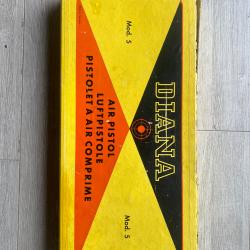 Mod. 5
DIANA
AIR PISTOL
LUFTPISTOLE
PISTOLET A AIR COMPRIME
Mod. 5